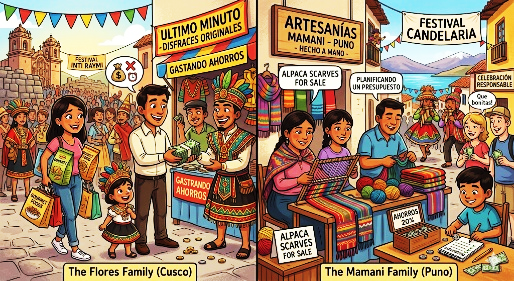 FESTIVAL
INTI RAYMI
ULTIMO MINUTO
- DISFRACES ORIGINALES
GASTANDO AHORROS
GASTRANDO
AHORROS
The Flores Family (Cusco)
ARTESANÍAS
MAMANI - PUNO
- HECHO A MANO -
FESTIVAL
CANDELARIA
ALPACA SCARVES
FOR SALE
PLANIFICANDO
UN PRESUPUESTO
CELEBRACIÓN
RESPONSABLE
Que
bonitas!
AHORROS
20%
ALPACA
SCARVES
FOR SALE
The Mamani Family (Puno)